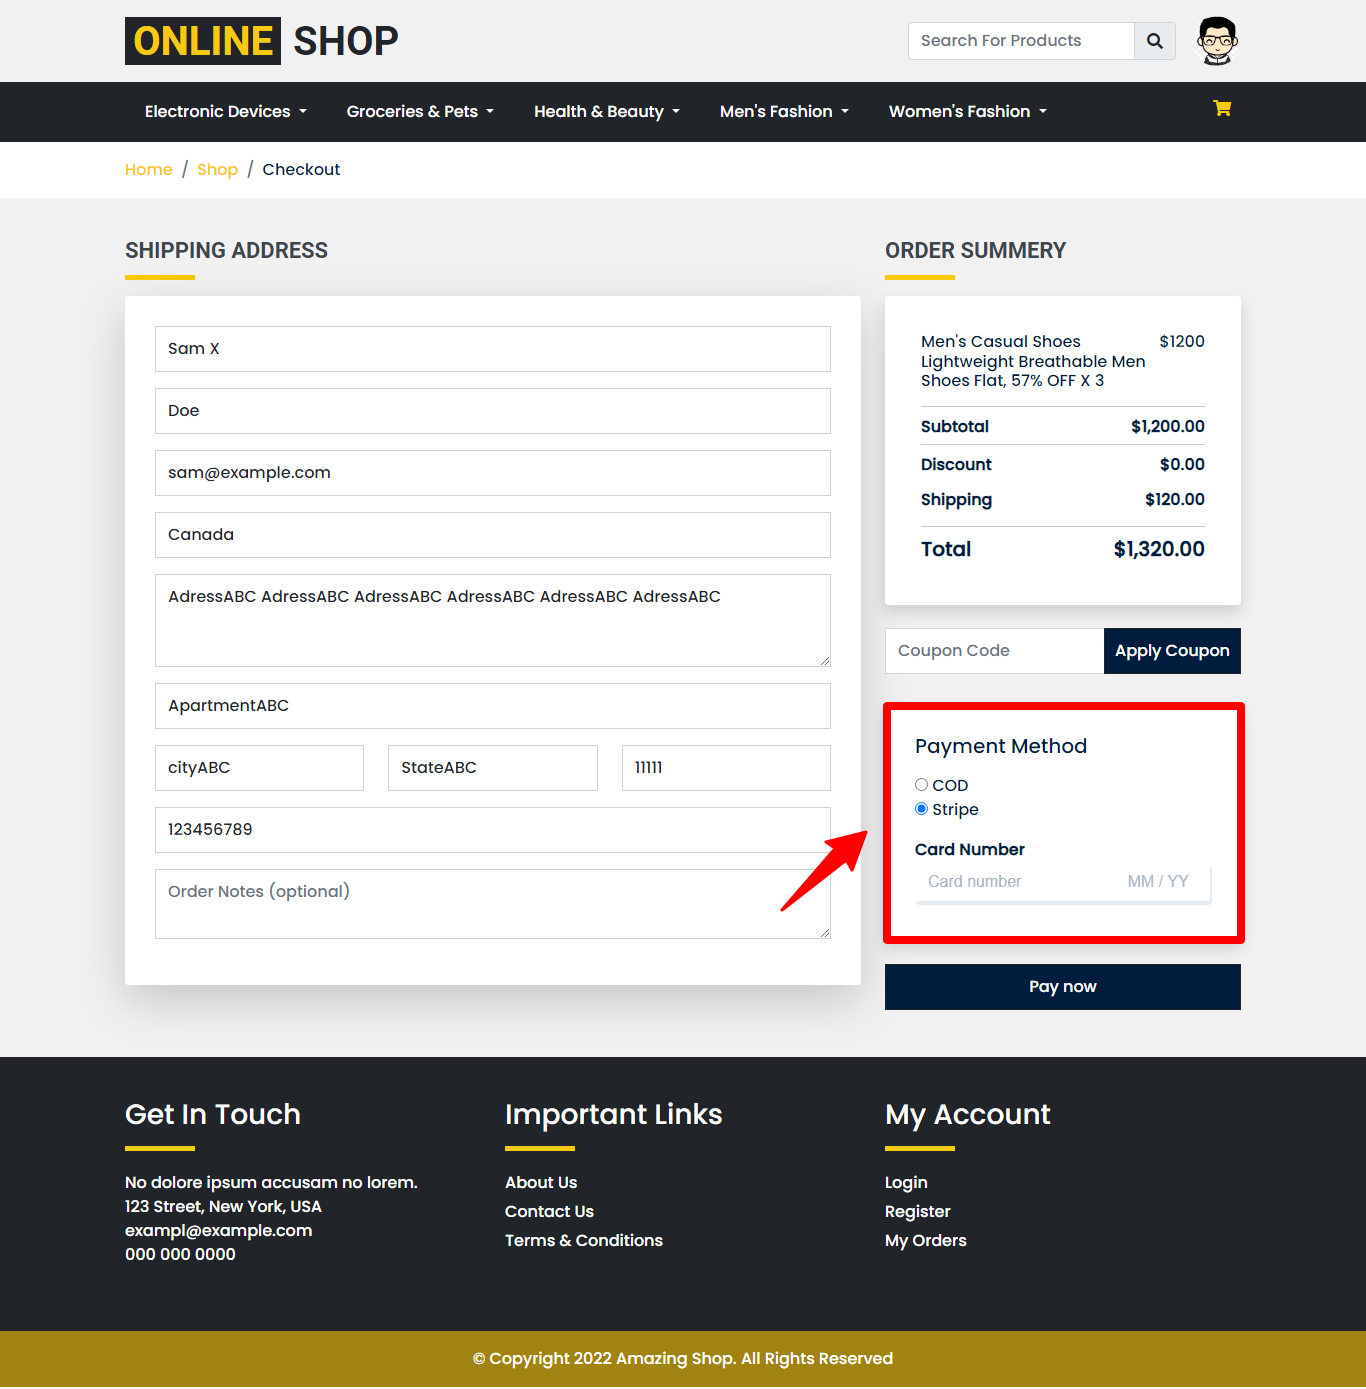 ONLINE SHOP
Search For Products
Electronic Devices
Groceries & Pets
Health & Beauty
Men's Fashion
Women's Fashion
Home / Shop / Checkout
SHIPPING ADDRESS
Sam X
Doe
sam@example.com
Canada
AdressABC AdressABC AdressABC AdressABC AdressABC AdressABC
ApartmentABC
cityABC
StateABC
11111
123456789
Order Notes (optional)
ORDER SUMMERY
Men's Casual Shoes $1200
Lightweight Breathable Men
Shoes Flat, 57% OFF X 3
Subtotal $1,200.00
Discount $0.00
Shipping $120.00
Total $1,320.00
Coupon Code
Apply Coupon
Payment Method
COD
Stripe
Card Number
Card number MM / YY
Pay now
Get In Touch
No dolore ipsum accusam no lorem.
123 Street, New York, USA
exampl@example.com
000 000 0000
Important Links
About Us
Contact Us
Terms & Conditions
My Account
Login
Register
My Orders
© Copyright 2022 Amazing Shop. All Rights Reserved